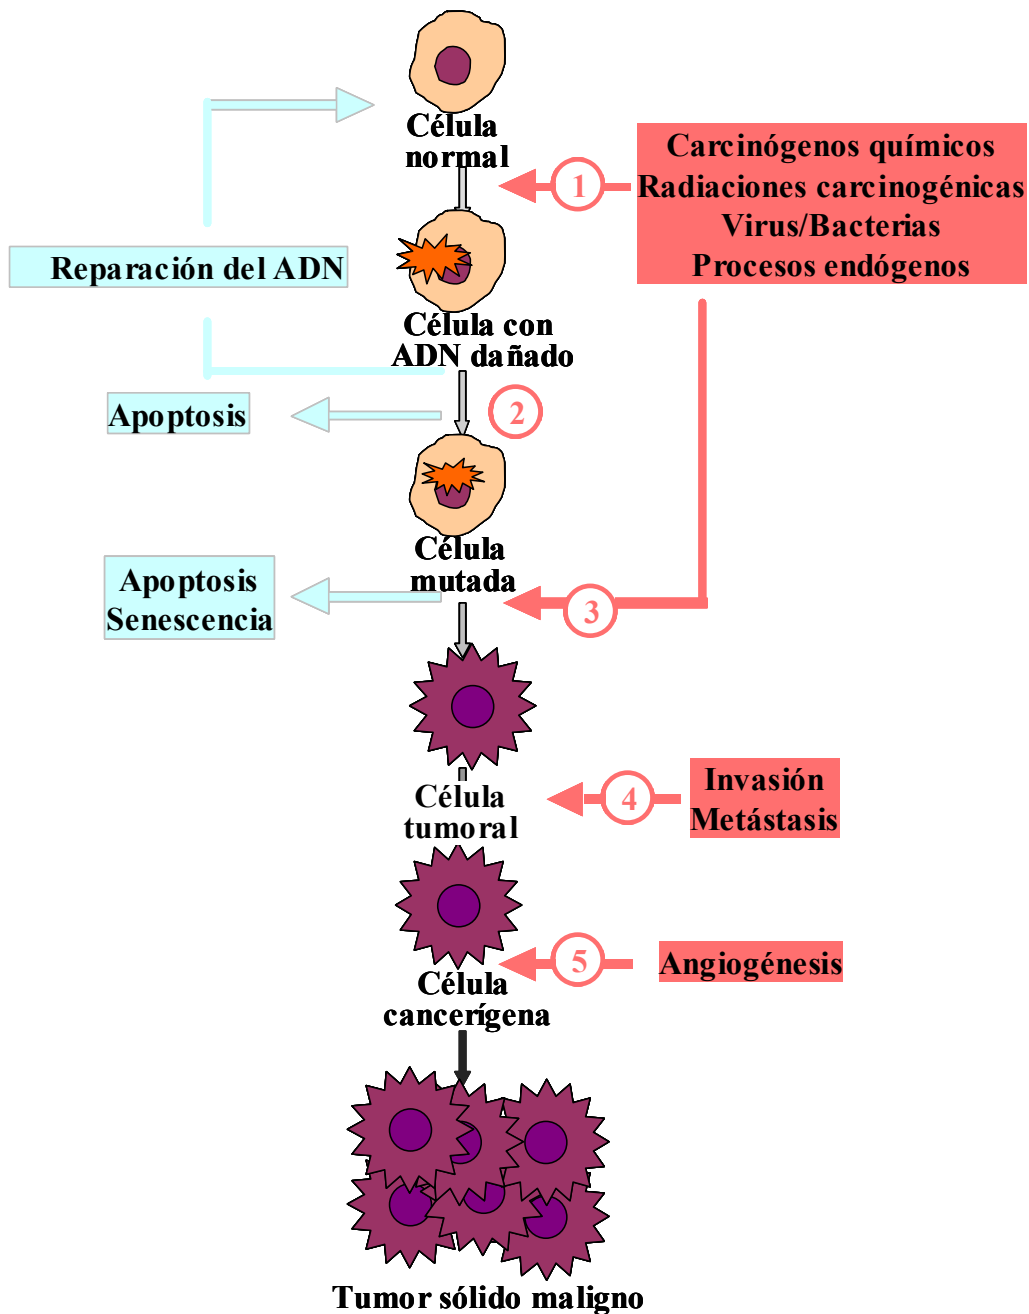 Célula
normal
1
Carcinógenos químicos
Radiaciones carcinogénicas
Virus/Bacterias
Procesos endógenos
Reparación del ADN
Célula con
ADN dañado
Apoptosis
2
Célula
mutada
Apoptosis
Senescencia
3
Célula
tumoral
4
Invasión
Metástasis
5
Angiogénesis
Célula
cancerígena
Tumor sólido maligno